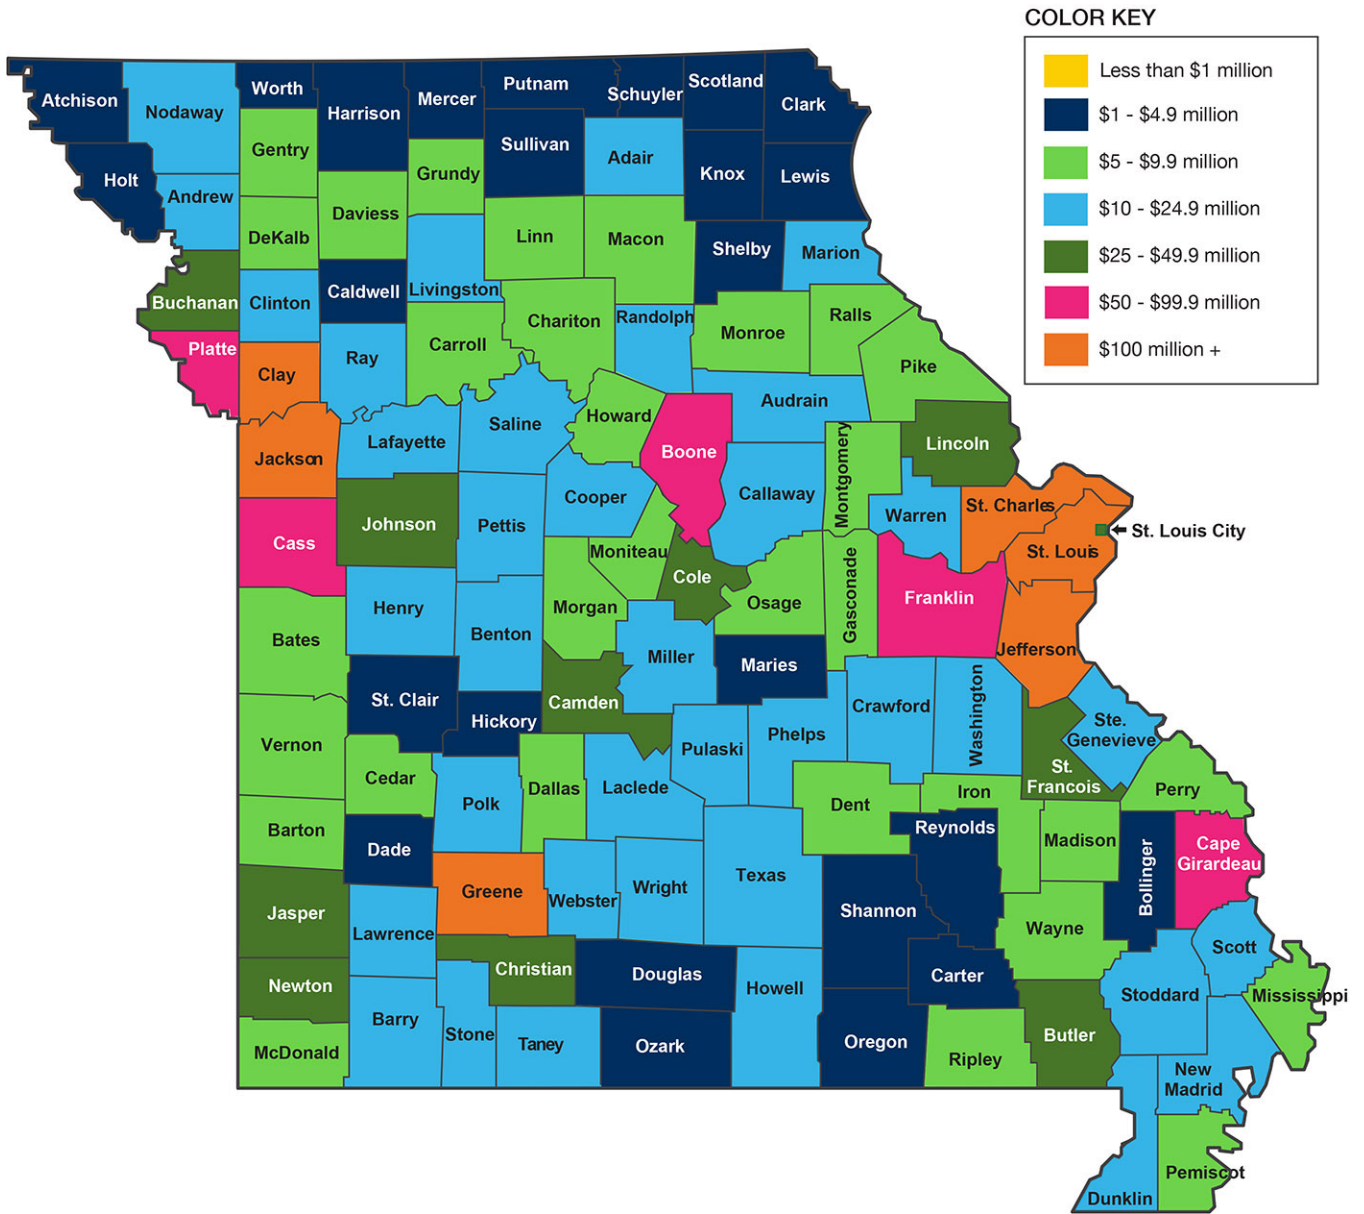 COLOR KEY
Less than $1 million
$1 - $4.9 million
$5 - $9.9 million
$10 - $24.9 million
$25 - $49.9 million
$50 - $99.9 million
$100 million +
Atchison
Nodaway
Worth
Harrison
Mercer
Putnam
Schuyler
Scotland
Clark
Gentry
Sullivan
Adair
Knox
Lewis
Holt
Andrew
Grundy
Daviess
DeKalb
Linn
Macon
Shelby
Marion
Buchanan
Clinton
Caldwell
Livingston
Chariton
Randolph
Monroe
Ralls
Platte
Clay
Ray
Carroll
Pike
Audrain
Howard
Saline
Lafayette
Jackson
Boone
Lincoln
Montgomery
Callaway
Cooper
Warren
St. Charles
St. Louis City
St. Louis
Johnson
Pettis
Cass
Moniteau
Cole
Osage
Gasconade
Franklin
Henry
Morgan
Benton
Bates
Miller
Maries
Jefferson
St. Clair
Hickory
Camden
Crawford
Washington
Ste.
Genevieve
Vernon
Pulaski
Phelps
Cedar
Polk
Dallas
Laclede
Dent
Iron
St.
Francois
Perry
Barton
Dade
Reynolds
Madison
Cape
Girardeau
Bollinger
Greene
Webster
Wright
Texas
Jasper
Lawrence
Shannon
Wayne
Scott
Christian
Douglas
Carter
Newton
Howell
Stoddard
Mississippi
Barry
Stone
Taney
Ozark
Oregon
Ripley
Butler
McDonald
New
Madrid
Pemiscot
Dunklin